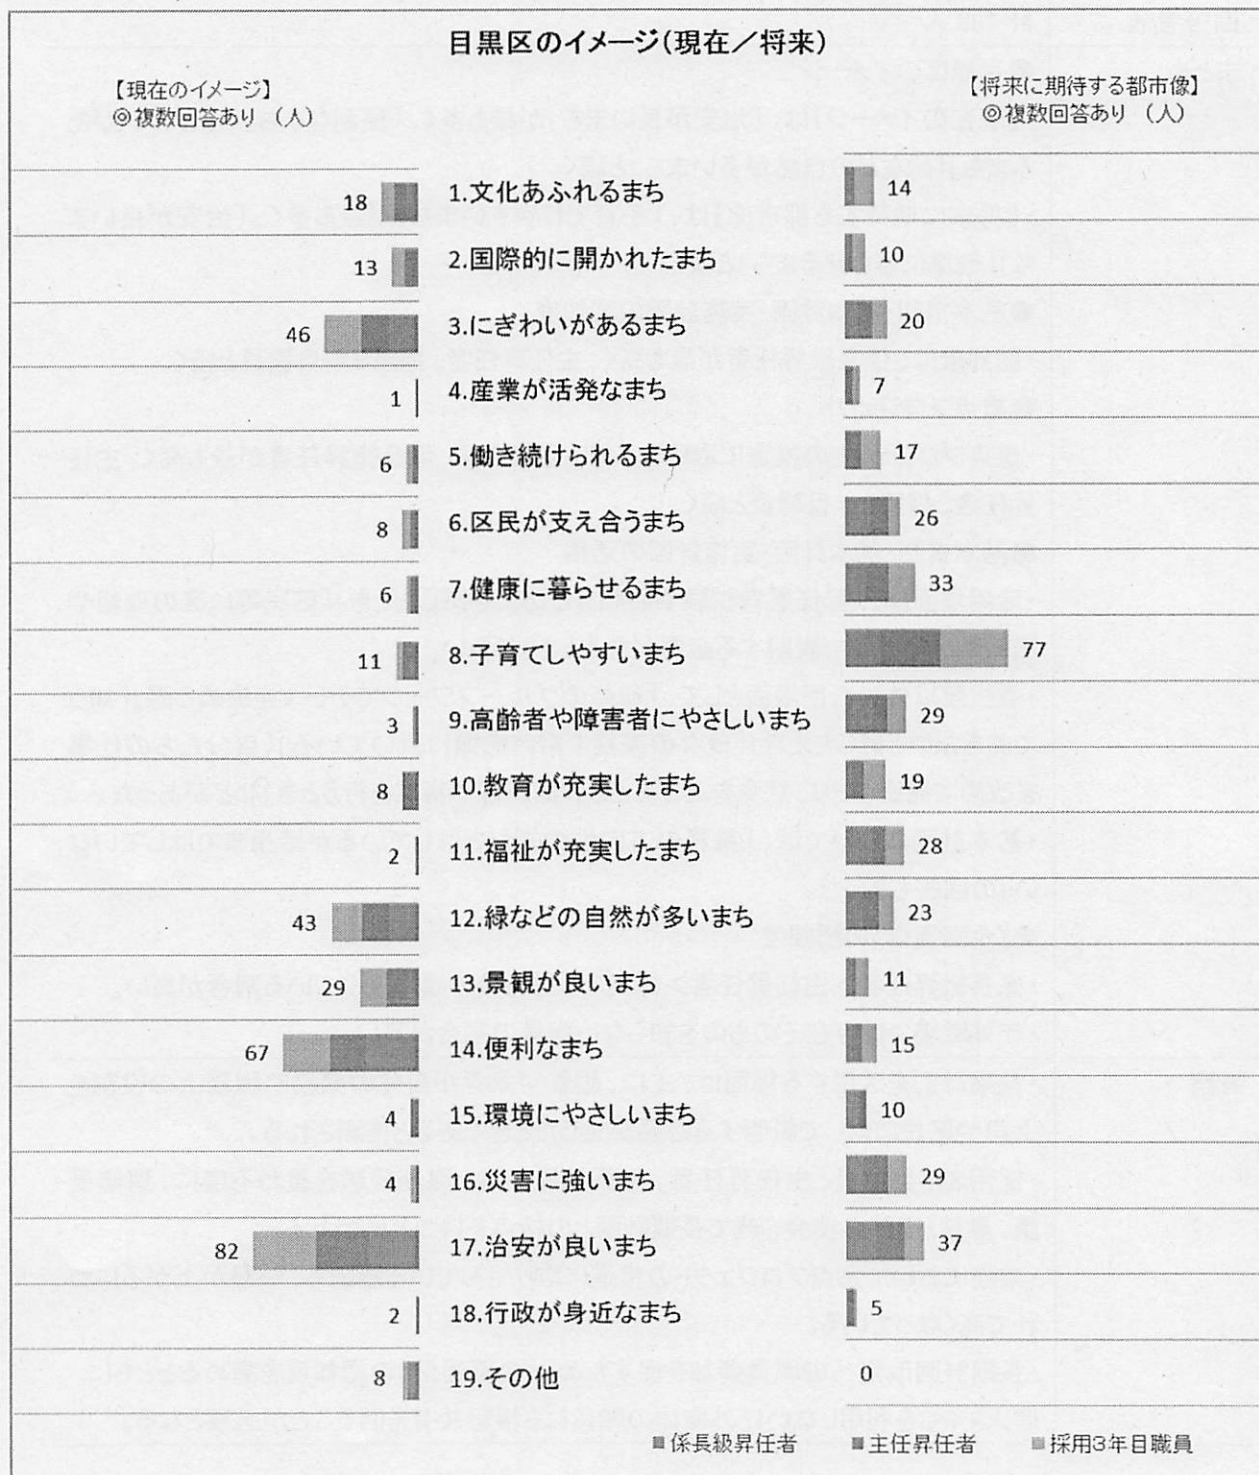 目黒区のイメージ（現在／将来）
【現在のイメージ】
◎複数回答あり （人）
【将来に期待する都市像】
◎複数回答あり （人）
18 1.文化あふれるまち 14
13 2.国際的に開かれたまち 10
46 3.にぎわいがあるまち 20
1 4.産業が活発なまち 7
6 5.働き続けられるまち 17
8 6.区民が支え合うまち 26
6 7.健康に暮らせるまち 33
11 8.子育てしやすいまち 77
3 9.高齢者や障害者にやさしいまち 29
8 10.教育が充実したまち 19
2 11.福祉が充実したまち 28
43 12.緑などの自然が多いまち 23
29 13.景観が良いまち 11
67 14.便利なまち 15
4 15.環境にやさしいまち 10
4 16.災害に強いまち 29
82 17.治安が良いまち 37
2 18.行政が身近なまち 5
8 19.その他 0
■係長級昇任者 ■主任昇任者 ■採用3年目職員